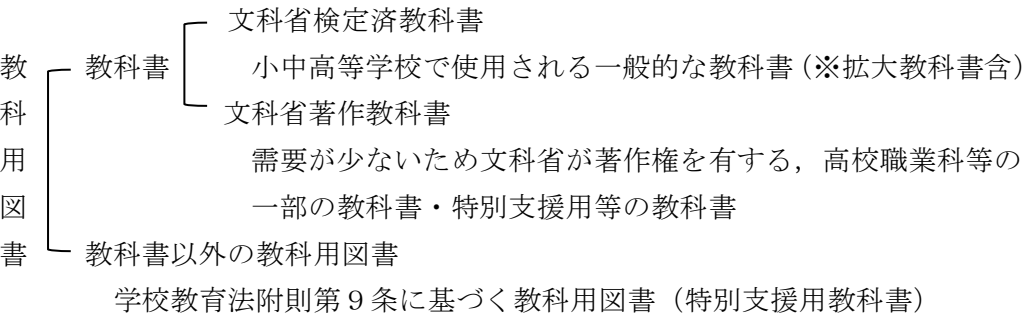 教科用図書
教科書
文科省検定済教科書
小中高等学校で使用される一般的な教科書（※拡大教科書含）
文科省著作教科書
需要が少ないため文科省が著作権を有する，高校職業科等の
一部の教科書・特別支援用等の教科書
教科書以外の教科用図書
学校教育法附則第９条に基づく教科用図書（特別支援用教科書）